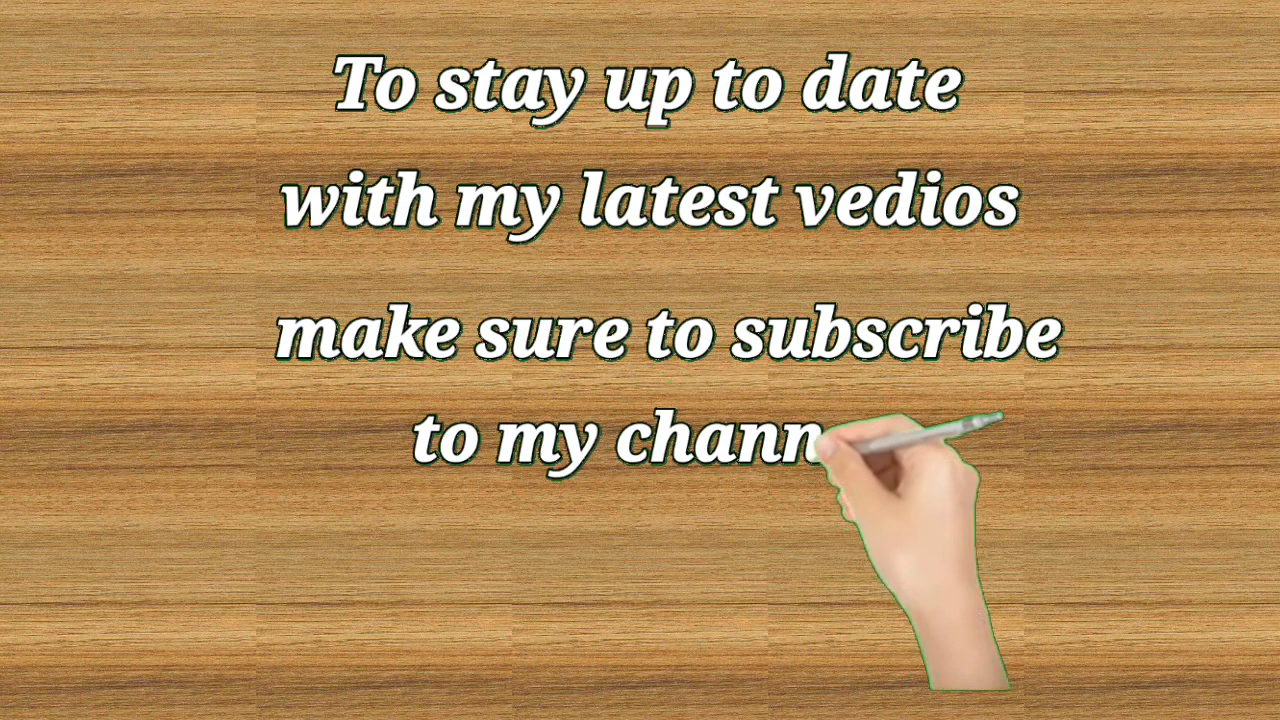 To stay up to date
with my latest vedios
make sure to subscribe
to my chann